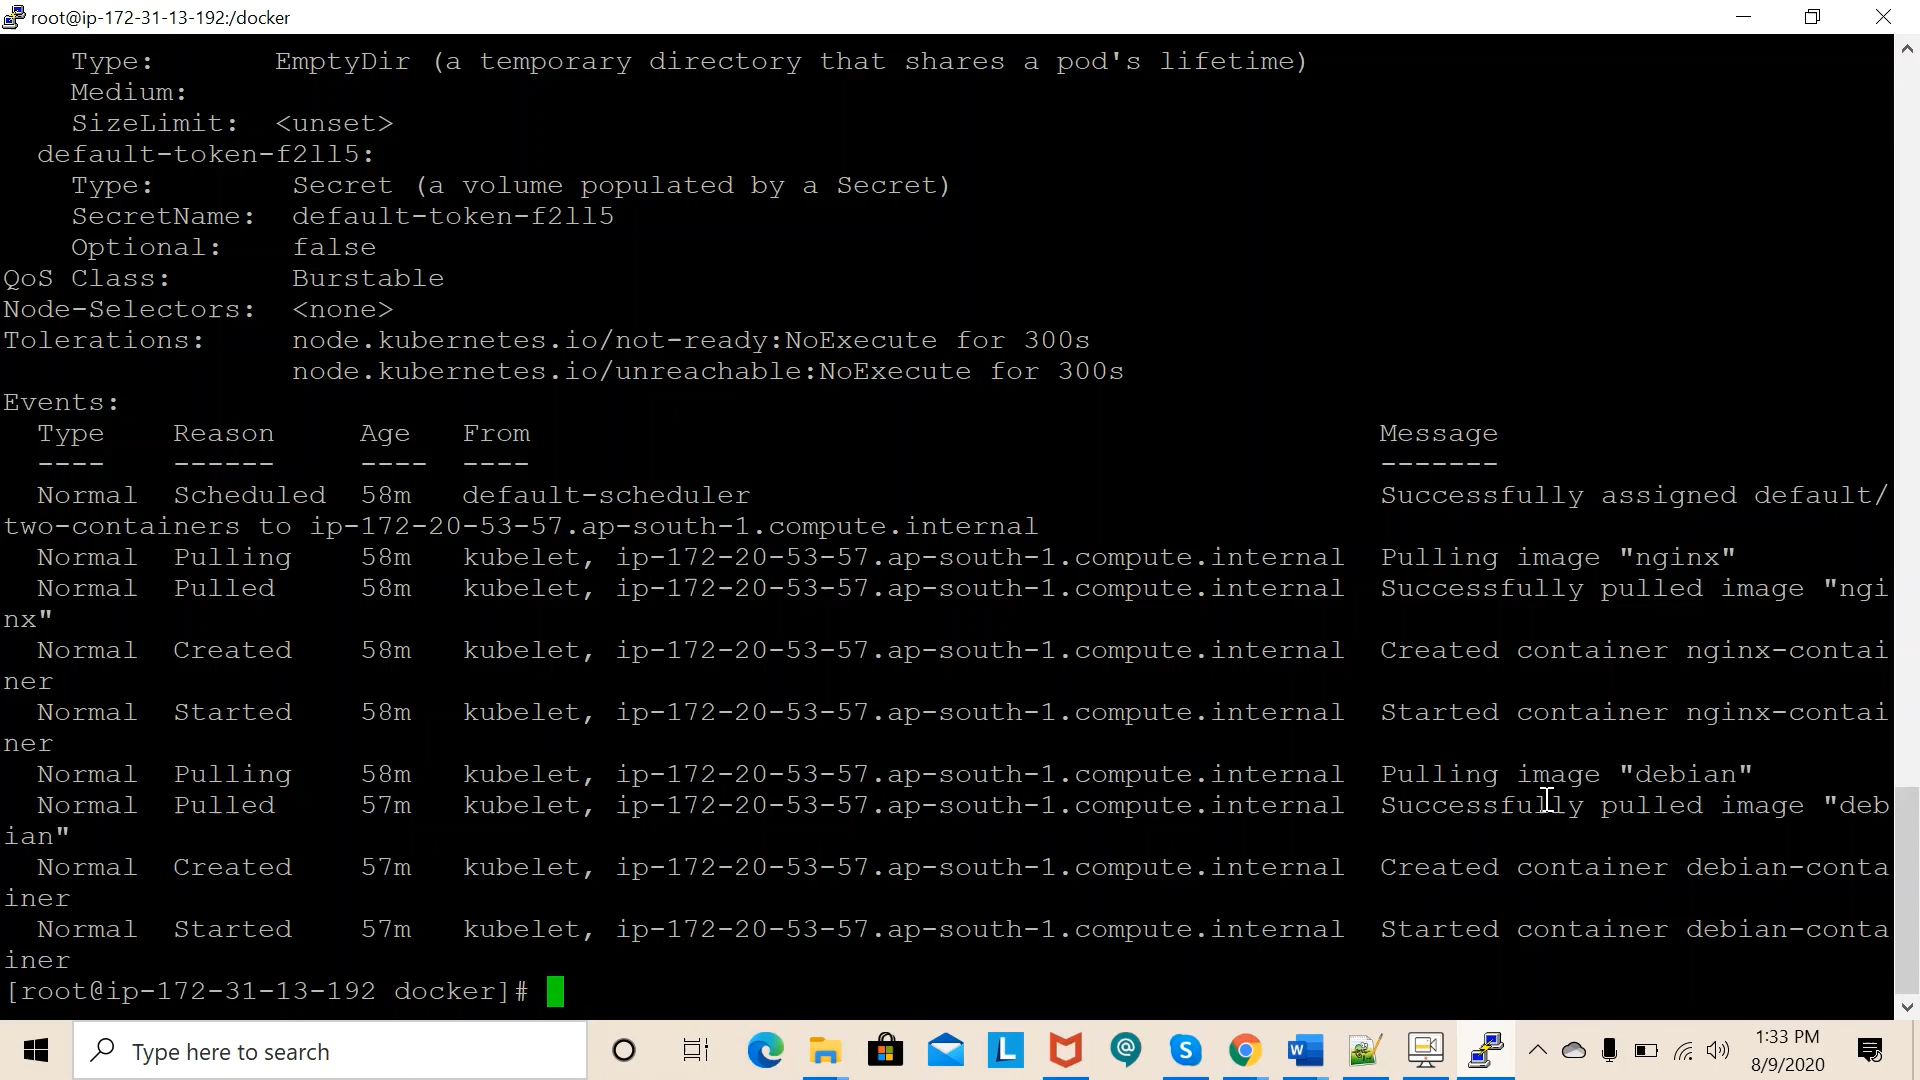 root@ip-172-31-13-192:/docker
Type: EmptyDir (a temporary directory that shares a pod's lifetime)
Medium:
SizeLimit: <unset>
default-token-f2ll5:
Type: Secret (a volume populated by a Secret)
SecretName: default-token-f2ll5
Optional: false
QoS Class: Burstable
Node-Selectors: <none>
Tolerations: node.kubernetes.io/not-ready:NoExecute for 300s
node.kubernetes.io/unreachable:NoExecute for 300s
Events:
Type Reason Age From Message
---- ------ ---- ---- -------
Normal Scheduled 58m default-scheduler Successfully assigned default/
two-containers to ip-172-20-53-57.ap-south-1.compute.internal
Normal Pulling 58m kubelet, ip-172-20-53-57.ap-south-1.compute.internal Pulling image "nginx"
Normal Pulled 58m kubelet, ip-172-20-53-57.ap-south-1.compute.internal Successfully pulled image "ngi
nx"
Normal Created 58m kubelet, ip-172-20-53-57.ap-south-1.compute.internal Created container nginx-contai
ner
Normal Started 58m kubelet, ip-172-20-53-57.ap-south-1.compute.internal Started container nginx-contai
ner
Normal Pulling 58m kubelet, ip-172-20-53-57.ap-south-1.compute.internal Pulling image "debian"
Normal Pulled 57m kubelet, ip-172-20-53-57.ap-south-1.compute.internal Successfully pulled image "deb
ian"
Normal Created 57m kubelet, ip-172-20-53-57.ap-south-1.compute.internal Created container debian-conta
iner
Normal Started 57m kubelet, ip-172-20-53-57.ap-south-1.compute.internal Started container debian-conta
iner
[root@ip-172-31-13-192 docker]#
Type here to search
1:33 PM
8/9/2020